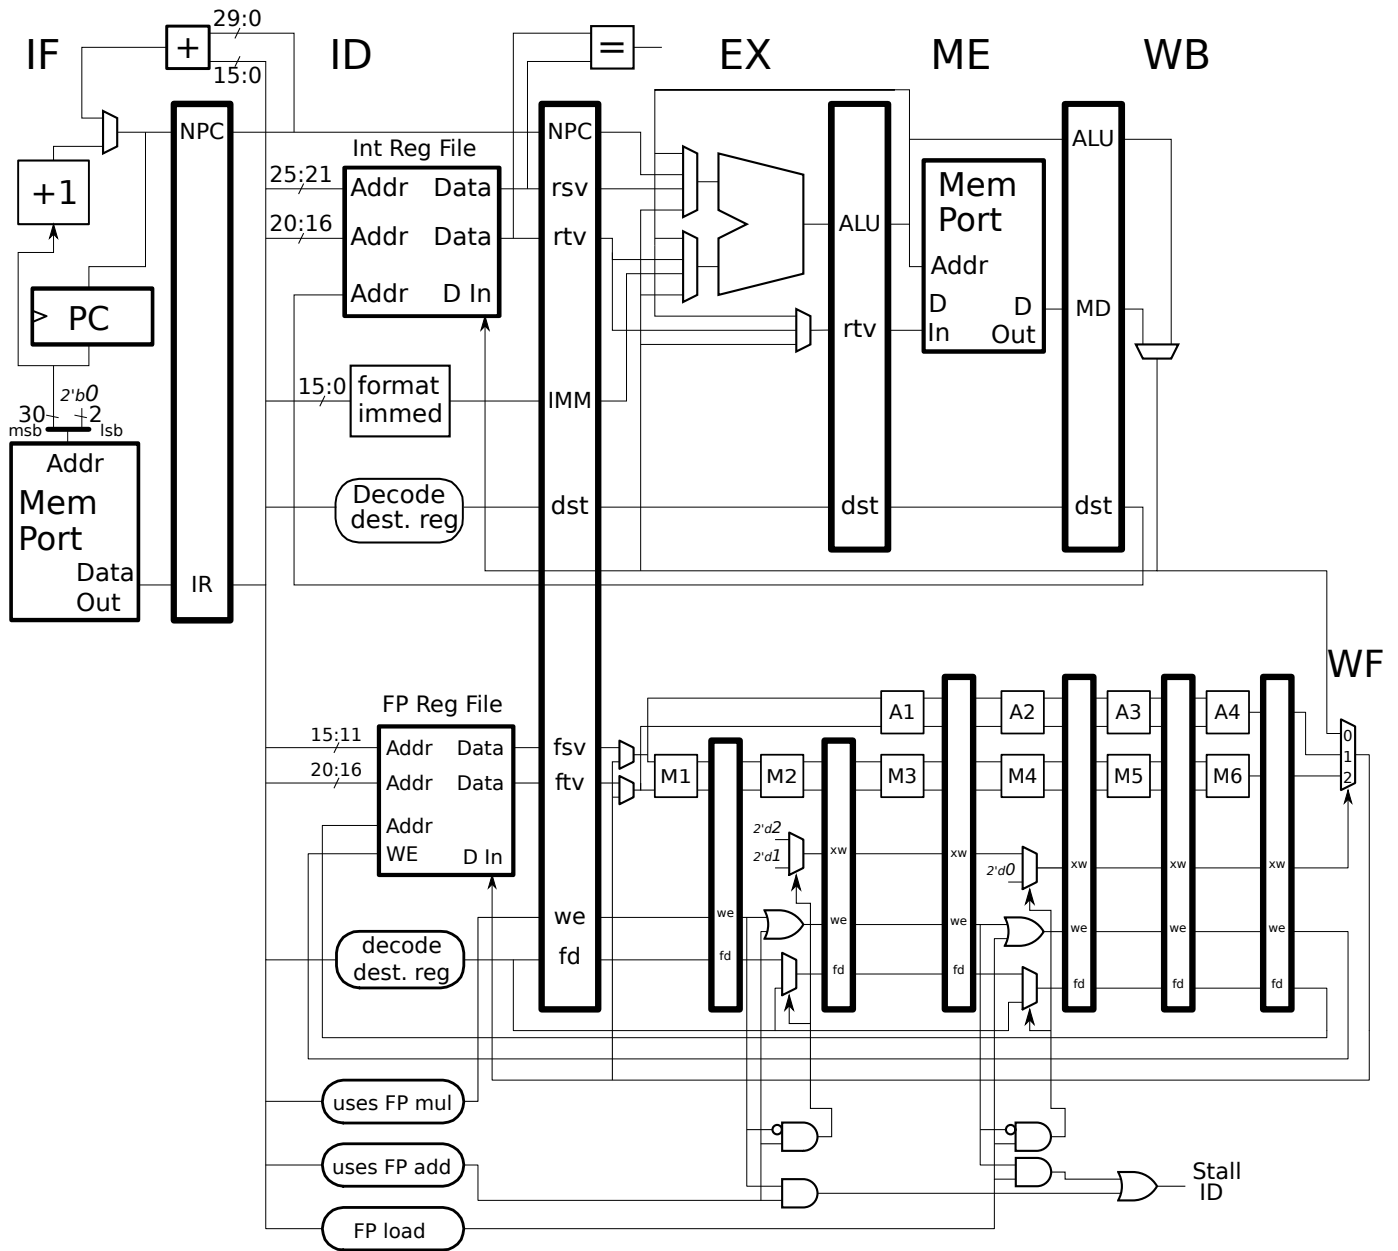 29:0
IF
ID
+
=
EX
ME
WB
15:0
NPC
NPC
ALU
Int Reg File
+1
25:21
Addr
Data
rsv
Mem
Port
20:16
Addr
Data
rtv
ALU
Addr
Addr
D In
PC
D
In
D
Out
MD
rtv
15:0
format
immed
IMM
2'b0
30
2
msb
lsb
Addr
Mem
Port
Data
Out
IR
Decode
dest. reg
dst
dst
dst
WF
FP Reg File
A1
A2
A3
A4
15:11
Addr
Data
fsv
0
1
2
20:16
Addr
Data
ftv
M1
M2
M3
M4
M5
M6
Addr
WE
D In
2'd2
2'd1
xw
xw
2'd0
xw
xw
xw
we
we
we
we
we
we
we
decode
dest. reg
fd
fd
fd
fd
fd
fd
fd
uses FP mul
uses FP add
FP load
Stall
ID